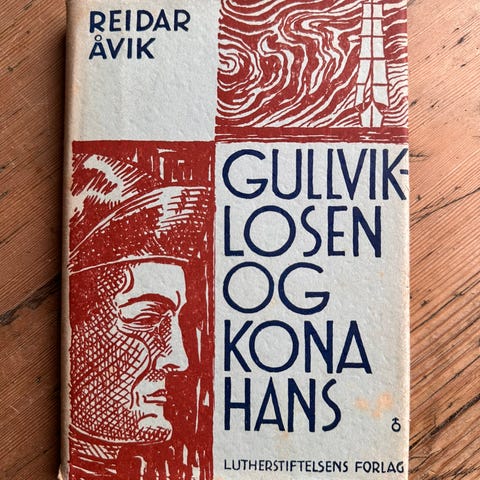 REIDAR
ÅVIK
GULLVIK-
LOSEN
OG
KONA
HANS
LUTHERSTIFTELSENS FORLAG